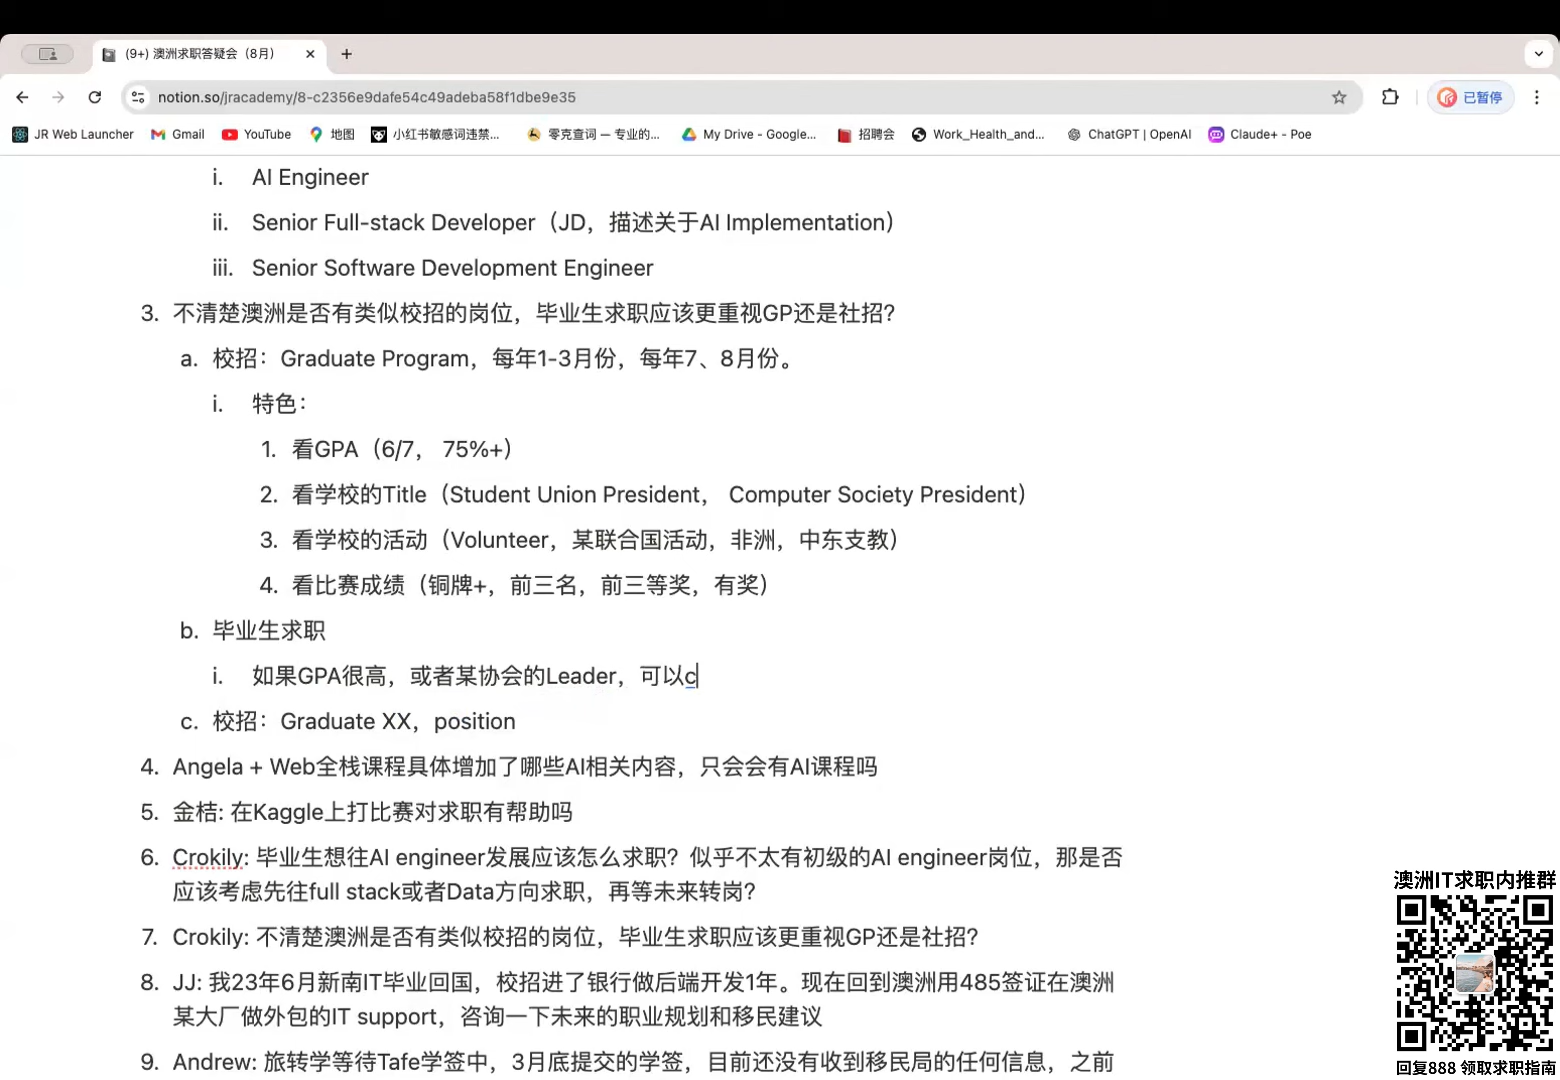 (9+) 澳洲求职答疑会（8月）
notion.so/jracademy/8-c2356e9dafe54c49adeba58f1dbe9e35
已暂停
JR Web Launcher
Gmail
YouTube
地图
小红书敏感词违禁...
零克查词 — 专业的...
My Drive - Google...
招聘会
Work_Health_and...
ChatGPT | OpenAI
Claude+ - Poe
i. AI Engineer
ii. Senior Full-stack Developer（JD，描述关于AI Implementation）
iii. Senior Software Development Engineer
3. 不清楚澳洲是否有类似校招的岗位，毕业生求职应该更重视GP还是社招？
a. 校招：Graduate Program，每年1-3月份，每年7、8月份。
i. 特色：
1. 看GPA（6/7， 75%+）
2. 看学校的Title（Student Union President， Computer Society President）
3. 看学校的活动（Volunteer，某联合国活动，非洲，中东支教）
4. 看比赛成绩（铜牌+，前三名，前三等奖，有奖）
b. 毕业生求职
i. 如果GPA很高，或者某协会的Leader，可以c
c. 校招：Graduate XX，position
4. Angela + Web全栈课程具体增加了哪些AI相关内容，只会会有AI课程吗
5. 金桔: 在Kaggle上打比赛对求职有帮助吗
6. Crokily: 毕业生想往AI engineer发展应该怎么求职？似乎不太有初级的AI engineer岗位，那是否
应该考虑先往full stack或者Data方向求职，再等未来转岗？
7. Crokily: 不清楚澳洲是否有类似校招的岗位，毕业生求职应该更重视GP还是社招？
8. JJ: 我23年6月新南IT毕业回国，校招进了银行做后端开发1年。现在回到澳洲用485签证在澳洲
某大厂做外包的IT support，咨询一下未来的职业规划和移民建议
9. Andrew: 旅转学等待Tafe学签中，3月底提交的学签，目前还没有收到移民局的任何信息，之前
澳洲IT求职内推群
回复888 领取求职指南